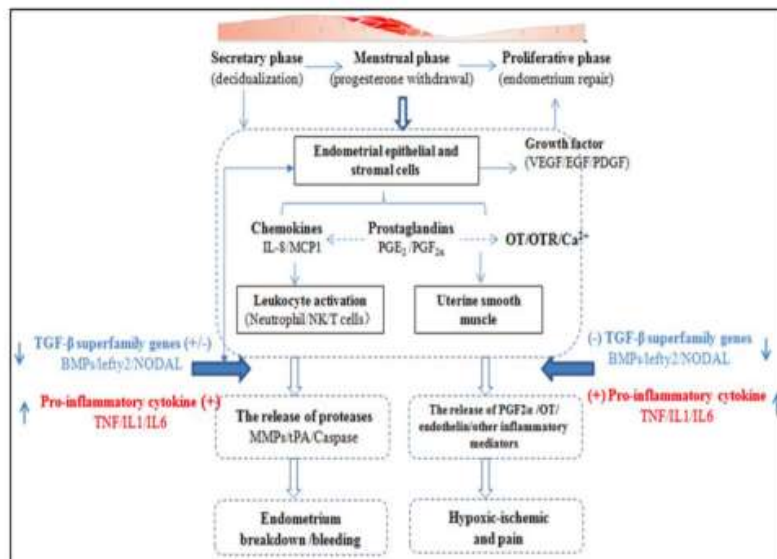 Secretary phase
(decidualization)
Menstrual phase
(progesterone withdrawal)
Proliferative phase
(endometrium repair)
Endometrial epithelial and
stromal cells
Growth factor
(VEGF/EGF/PDGF)
Chemokines
IL-8/MCP1
Prostaglandins
PGE₂ /PGF₂α
OT/OTR/Ca²⁺
Leukocyte activation
(Neutrophil/NK/T cells)
Uterine smooth
muscle
TGF-β superfamily genes (+/-)
BMPs/lefty2/NODAL
(-) TGF-β superfamily genes
BMPs/lefty2/NODAL
Pro-inflammatory cytokine (+)
TNF/IL1/IL6
(+) Pro-inflammatory cytokine
TNF/IL1/IL6
The release of proteases
MMPs/tPA/Caspase
The release of PGF2α /OT/
endothelin/other inflammatory
mediators
Endometrium
breakdown /bleeding
Hypoxic-ischemic
and pain